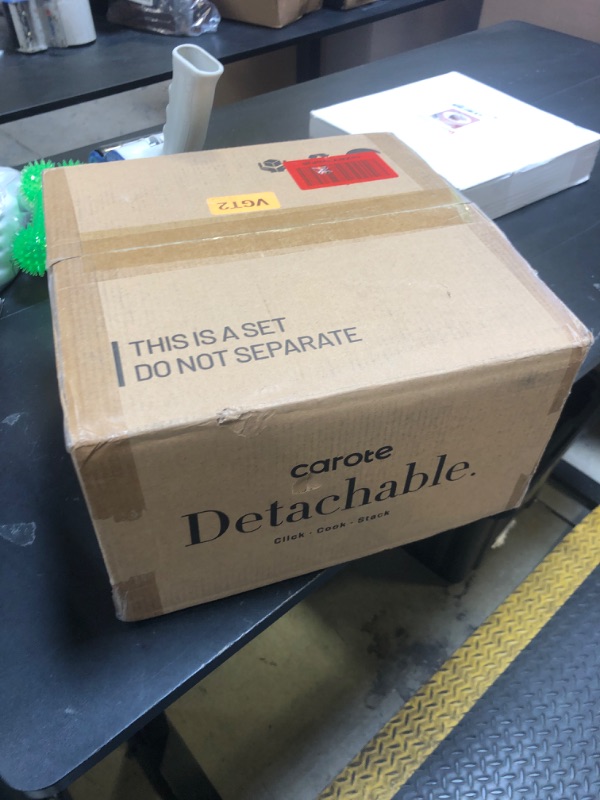 VGT2
THIS IS A SET
DO NOT SEPARATE
carote
Detachable.
Click . Cook . Stack